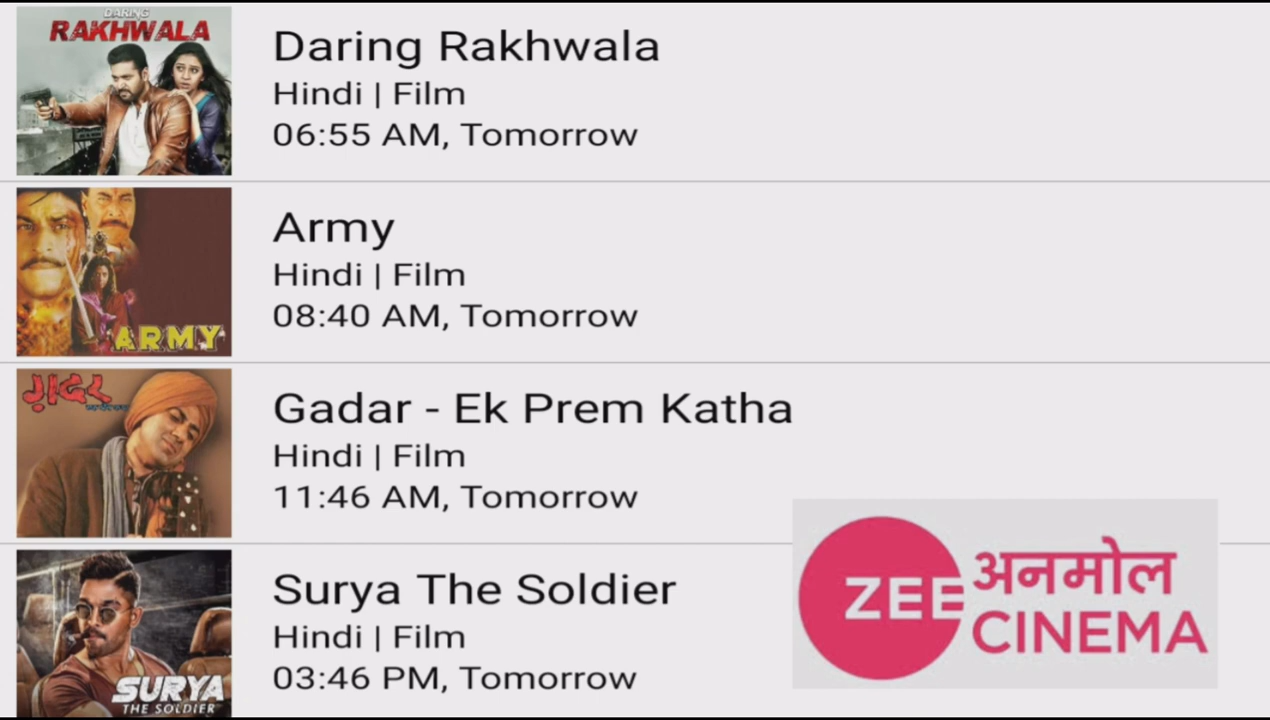 DARING
RAKHWALA
Daring Rakhwala
Hindi | Film
06:55 AM, Tomorrow
ARMY
Army
Hindi | Film
08:40 AM, Tomorrow
ग़दर
Gadar - Ek Prem Katha
Hindi | Film
11:46 AM, Tomorrow
SURYA
THE SOLDIER
Surya The Soldier
Hindi | Film
03:46 PM, Tomorrow
ZEE अनमोल
CINEMA